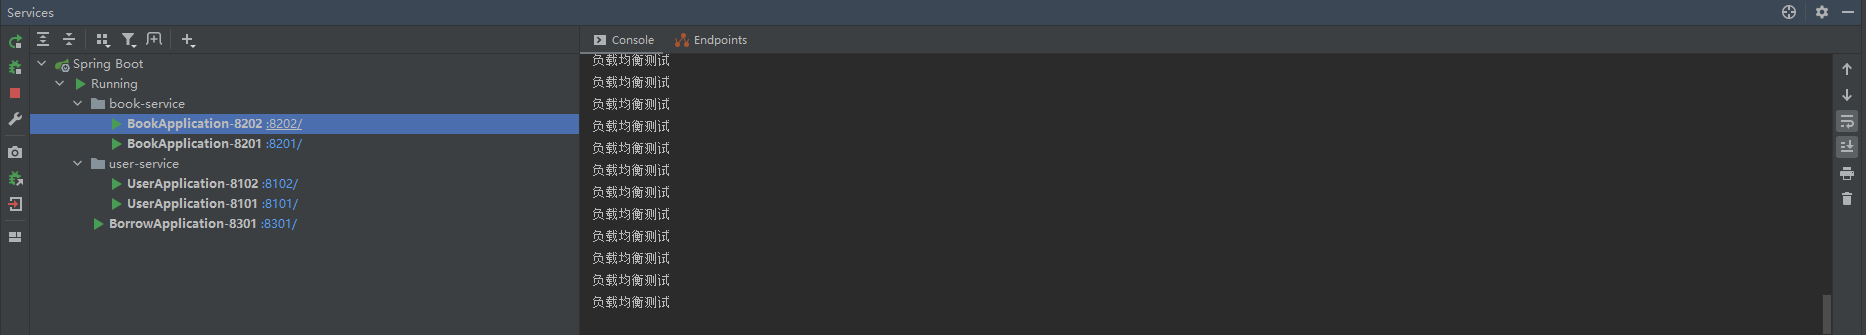 Services
Spring Boot
Running
book-service
BookApplication-8202 :8202/
BookApplication-8201 :8201/
user-service
UserApplication-8102 :8102/
UserApplication-8101 :8101/
BorrowApplication-8301 :8301/
Console Endpoints
负载均衡测试
负载均衡测试
负载均衡测试
负载均衡测试
负载均衡测试
负载均衡测试
负载均衡测试
负载均衡测试
负载均衡测试
负载均衡测试
负载均衡测试
负载均衡测试